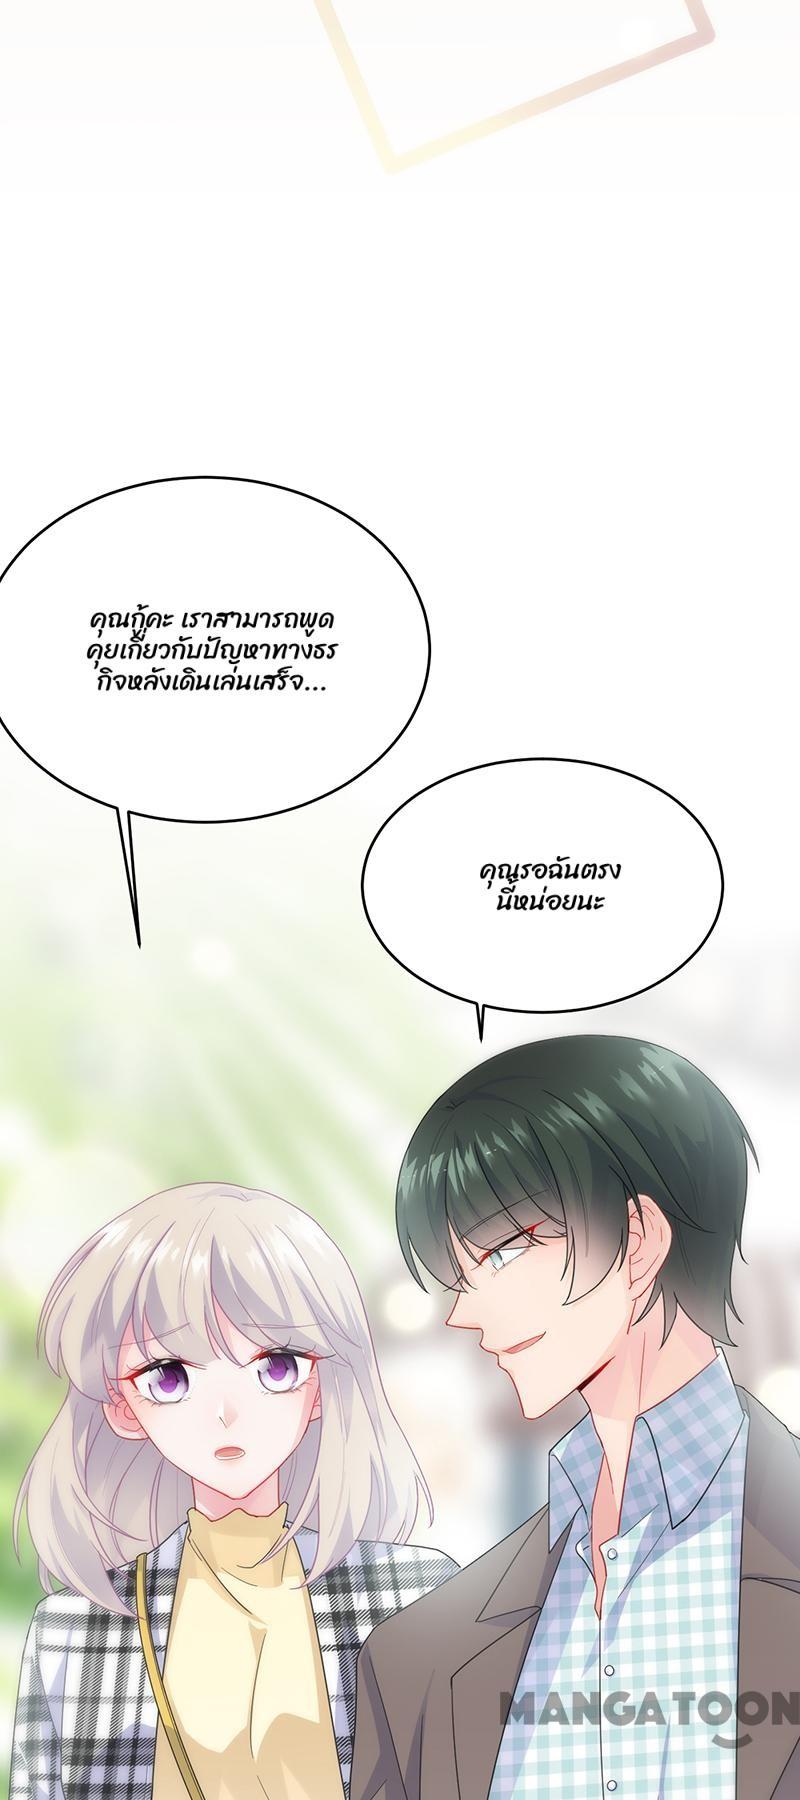 คุณกู้คะ เราสามารถพูด
คุยเกี่ยวกับปัญหาทางธุร
กิจหลังเดินเล่นเสร็จ...
คุณรอฉันตรง
นี้หน่อยนะ
MANGATOON